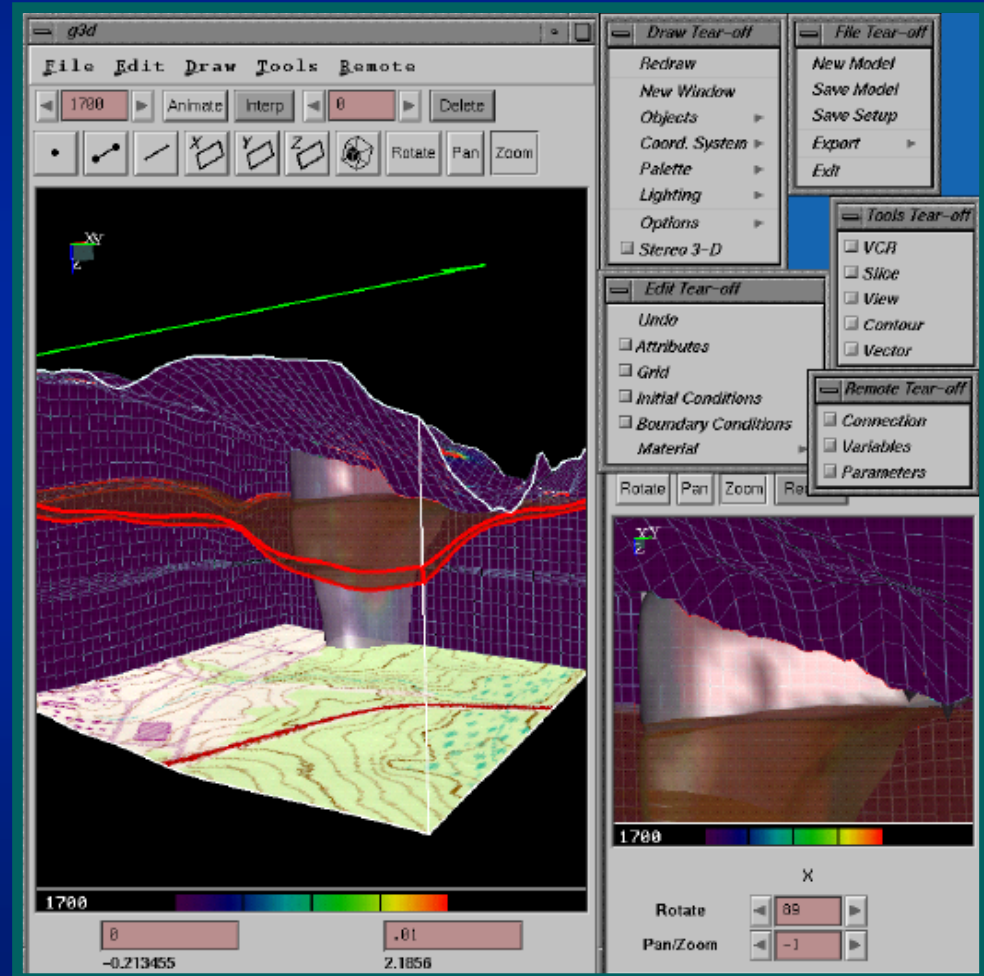 g3d
File Edit Draw Tools Remote
1700 Animate Interp 0 Delete
X Y Z Rotate Pan Zoom
XY
Z
1700
0 .01
-0.213455 2.1856
Draw Tear-off
Redraw
New Window
Objects
Coord. System
Palette
Lighting
Options
Stereo 3-D
File Tear-off
New Model
Save Model
Save Setup
Export
Exit
Tools Tear-off
VCR
Slice
View
Contour
Vector
Edit Tear-off
Undo
Attributes
Grid
Initial Conditions
Boundary Conditions
Material
Remote Tear-off
Connection
Variables
Parameters
Rotate Pan Zoom
XY
Z
1700
X
Rotate 89
Pan/Zoom -1